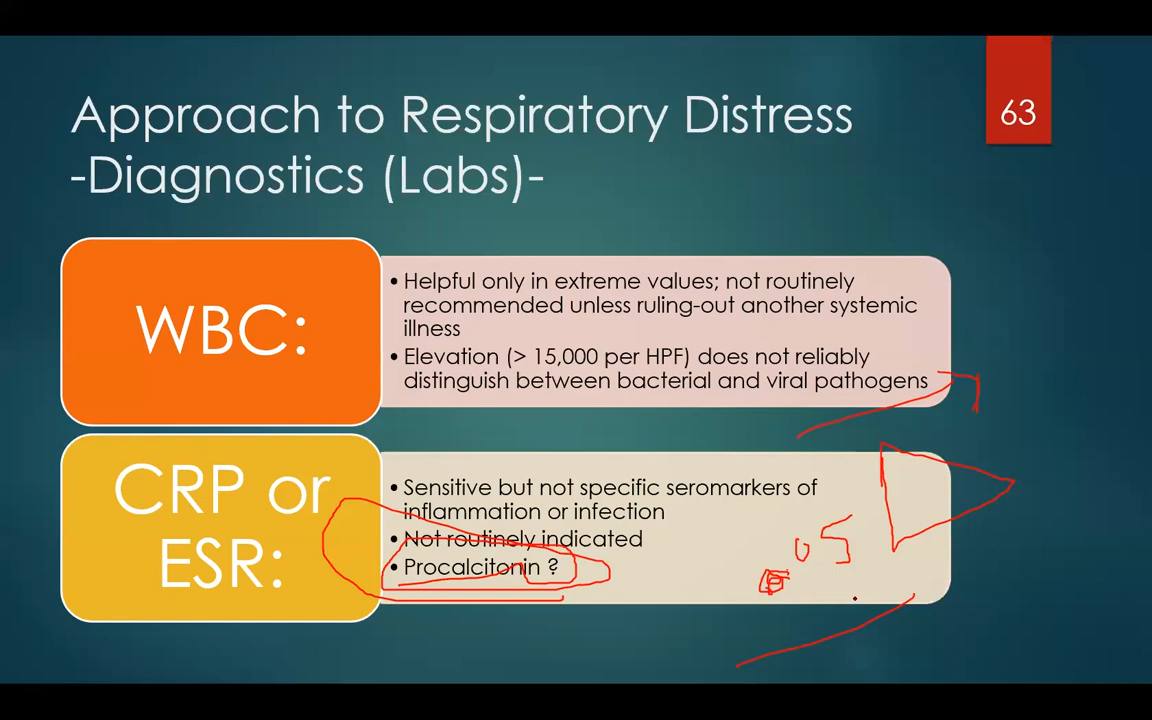 63
Approach to Respiratory Distress
-Diagnostics (Labs)-
WBC:
• Helpful only in extreme values; not routinely
recommended unless ruling-out another systemic
illness
• Elevation (> 15,000 per HPF) does not reliably
distinguish between bacterial and viral pathogens
CRP or
ESR:
• Sensitive but not specific seromarkers of
inflammation or infection
• Not routinely indicated
• Procalcitonin ?
.05